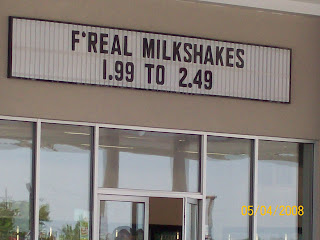 F'REAL MILKSHAKES
1.99 TO 2.49
05/04/2008